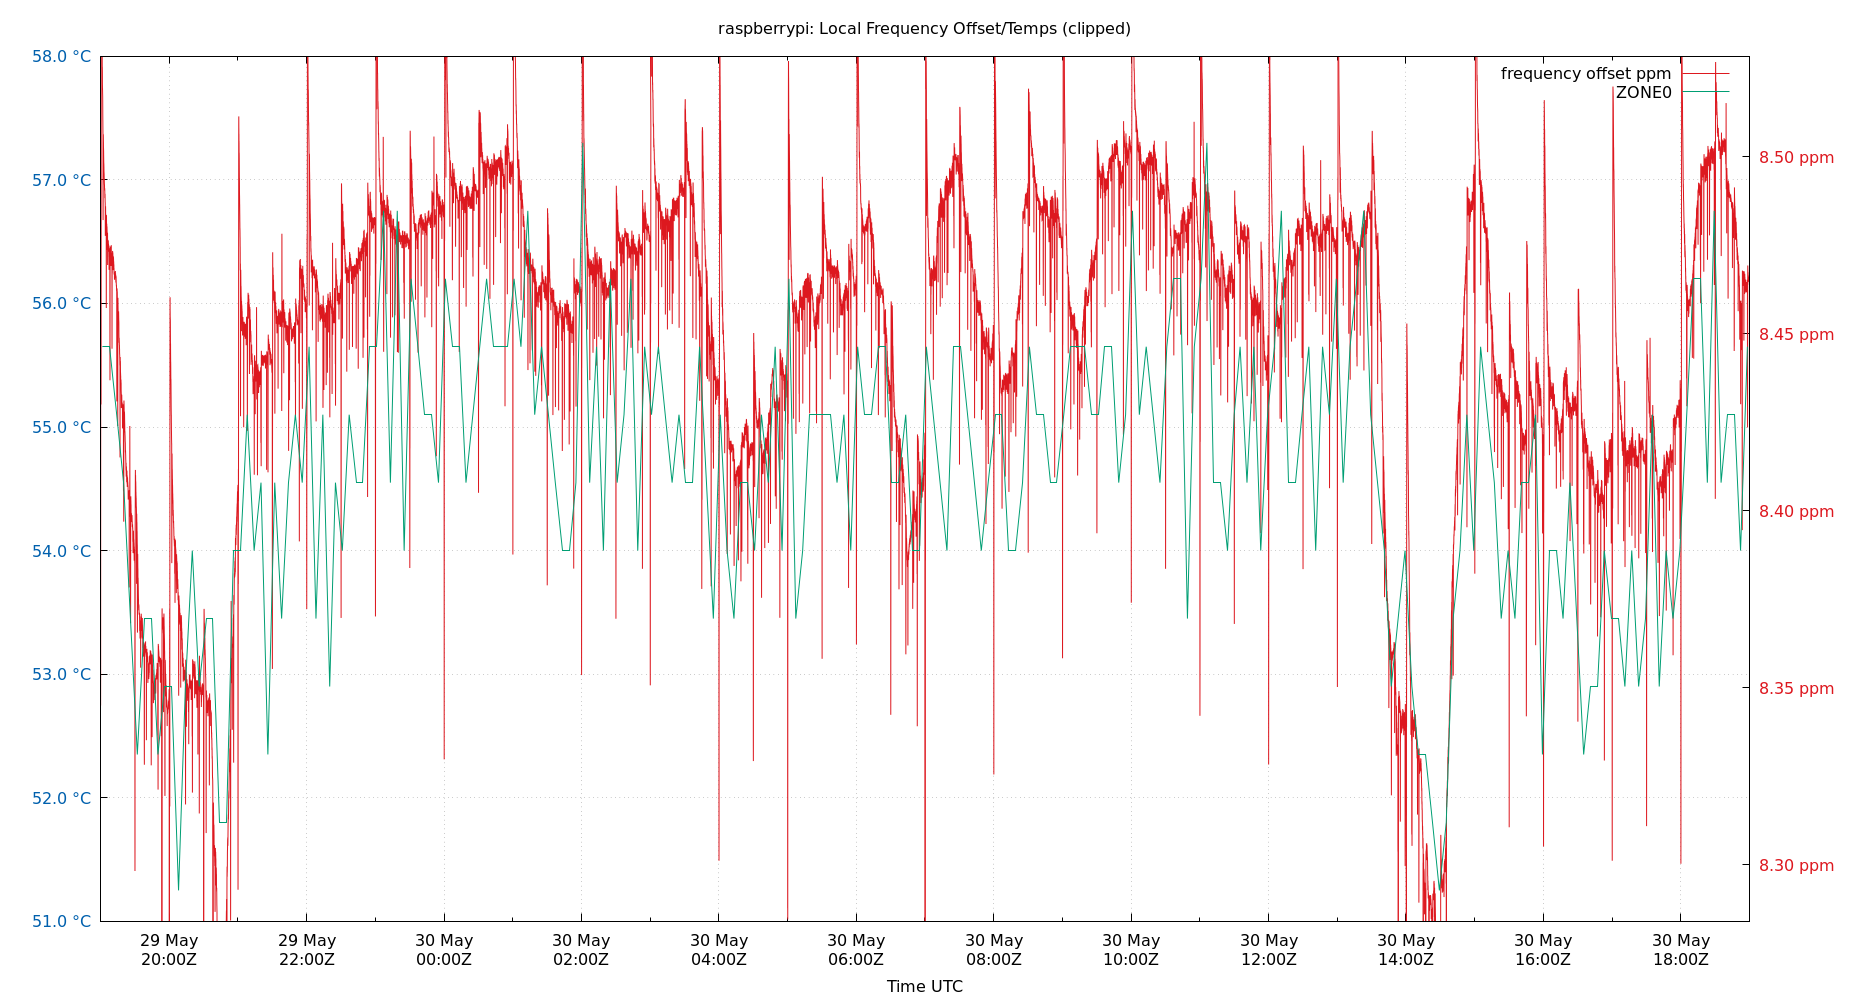 raspberrypi: Local Frequency Offset/Temps (clipped)
58.0 °C
57.0 °C
56.0 °C
55.0 °C
54.0 °C
53.0 °C
52.0 °C
51.0 °C
frequency offset ppm
ZONE0
8.50 ppm
8.45 ppm
8.40 ppm
8.35 ppm
8.30 ppm
29 May 29 May 30 May 30 May 30 May 30 May 30 May 30 May 30 May 30 May 30 May 30 May
20:00Z 22:00Z 00:00Z 02:00Z 04:00Z 06:00Z 08:00Z 10:00Z 12:00Z 14:00Z 16:00Z 18:00Z
Time UTC